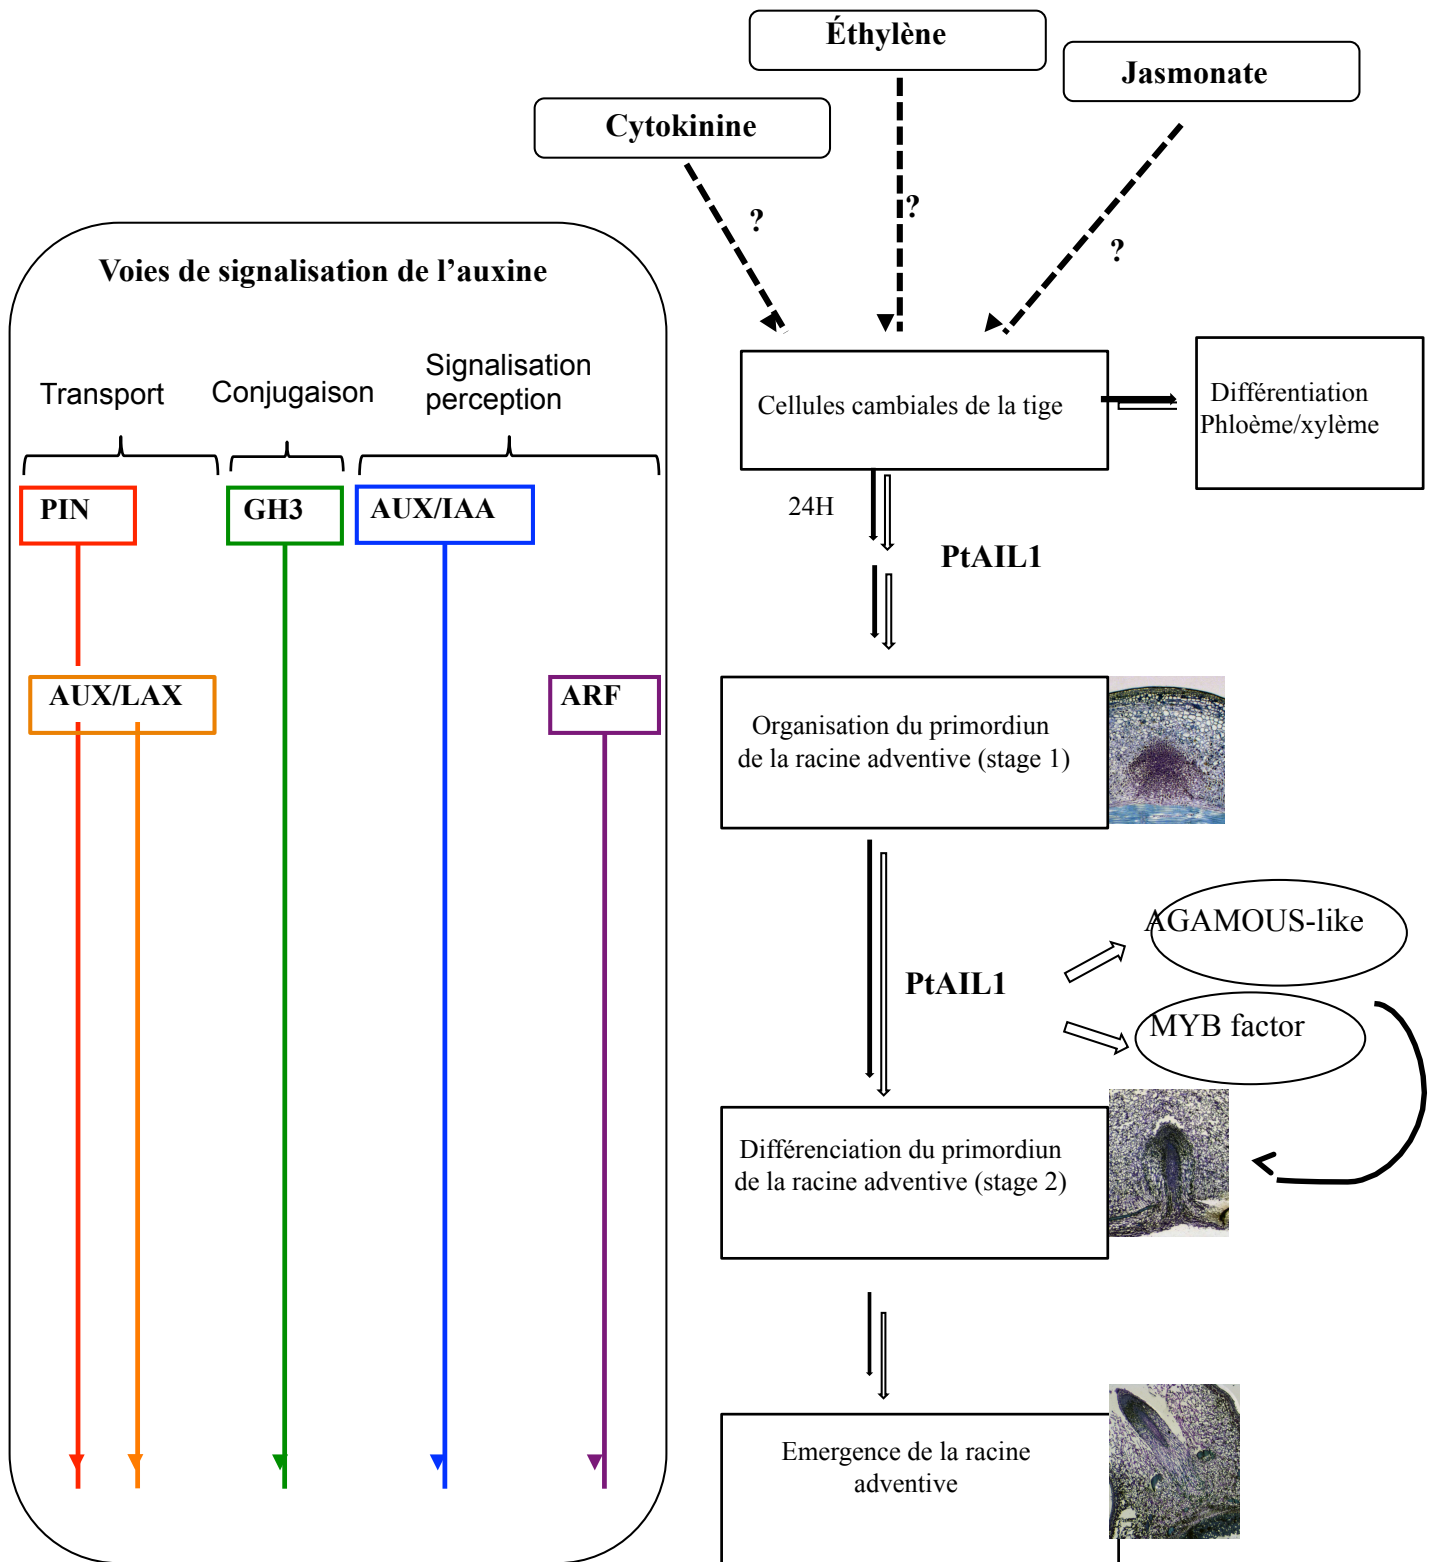 Éthylène
Jasmonate
Cytokinine
?
?
?
Voies de signalisation de l’auxine
Transport
Conjugaison
Signalisation
perception
PIN
GH3
AUX/IAA
AUX/LAX
ARF
Cellules cambiales de la tige
Différentiation
Phloème/xylème
24H
PtAIL1
Organisation du primordiun
de la racine adventive (stage 1)
PtAIL1
AGAMOUS-like
MYB factor
Différenciation du primordiun
de la racine adventive (stage 2)
Emergence de la racine
adventive